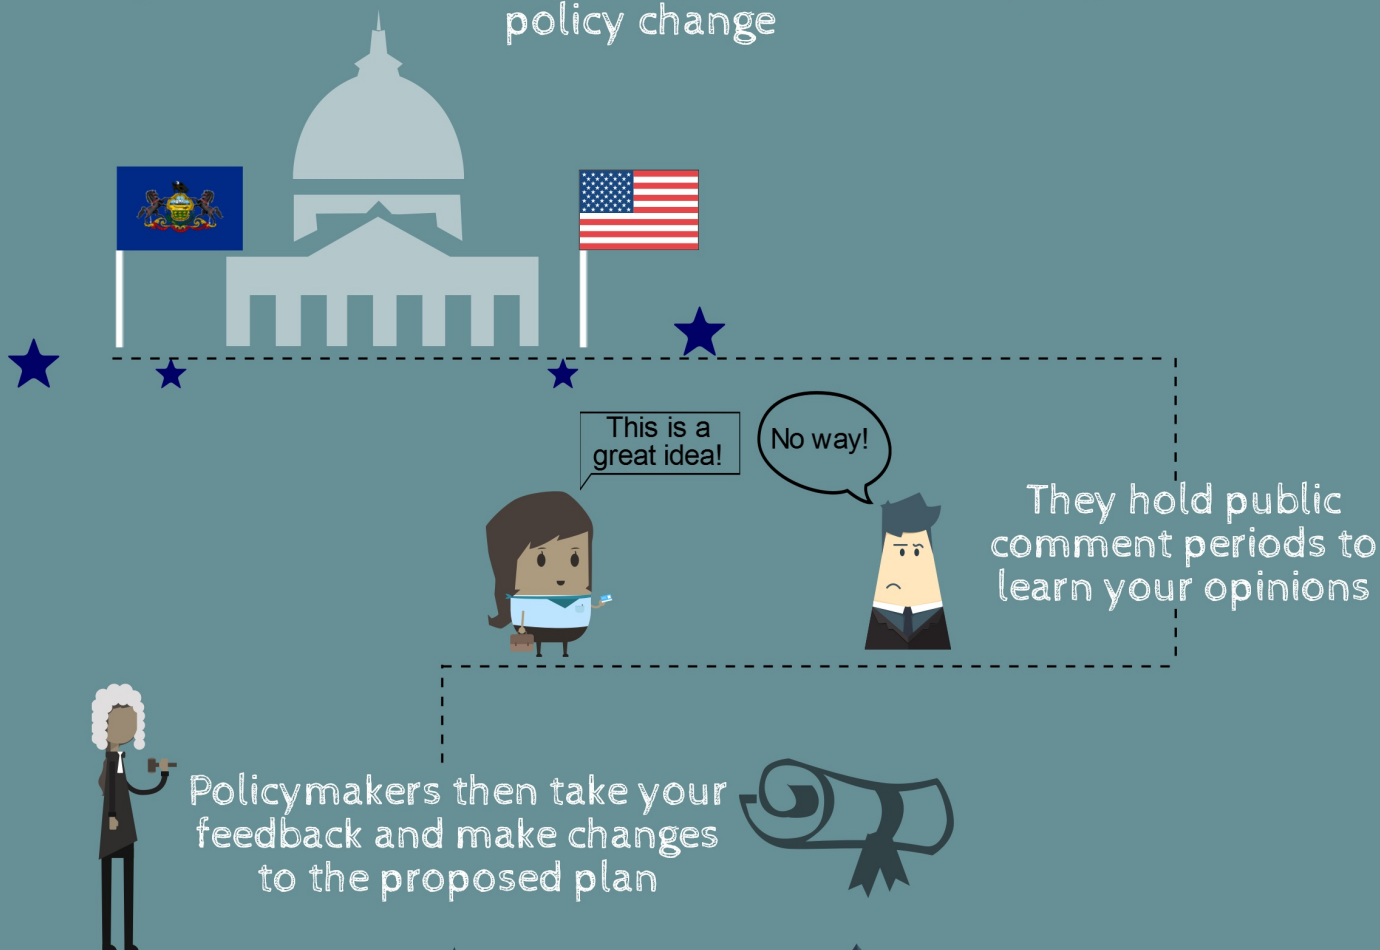 policy change
This is a
great idea!
No way!
They hold public
comment periods to
learn your opinions
Policymakers then take your
feedback and make changes
to the proposed plan